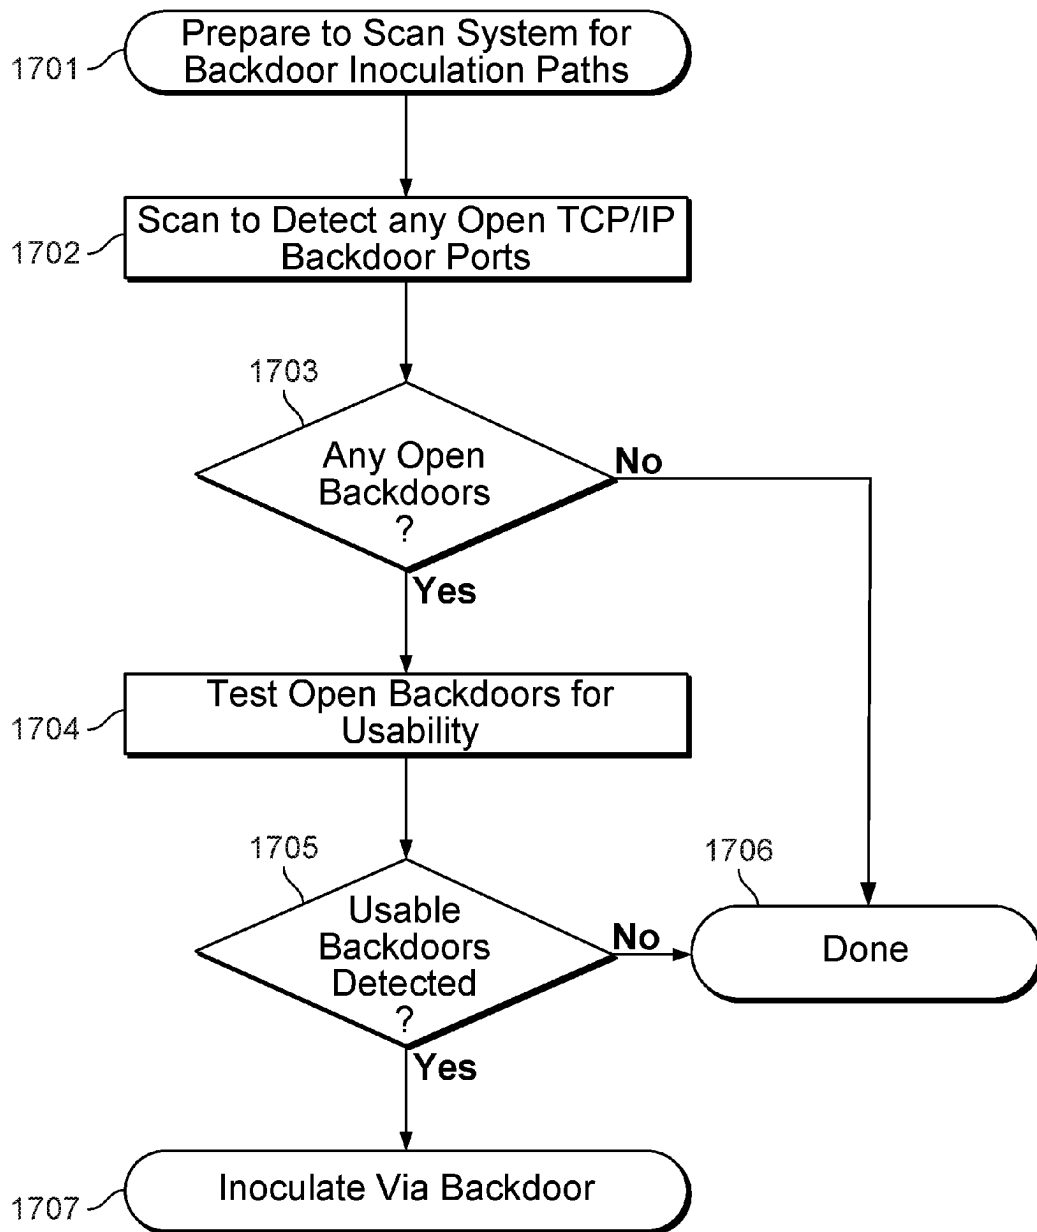 Prepare to Scan System for
Backdoor Inoculation Paths
1701
Scan to Detect any Open TCP/IP
Backdoor Ports
1702
1703
Any Open
Backdoors
?
No
Yes
Test Open Backdoors for
Usability
1704
1705
Usable
Backdoors
Detected
?
No
Yes
1706
Done
Inoculate Via Backdoor
1707